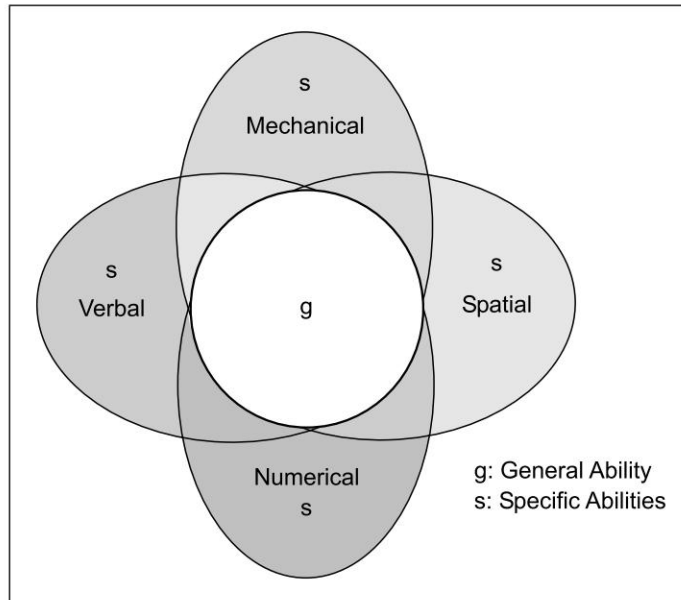 s
Mechanical
s
Verbal
g
s
Spatial
Numerical
s
g: General Ability
s: Specific Abilities